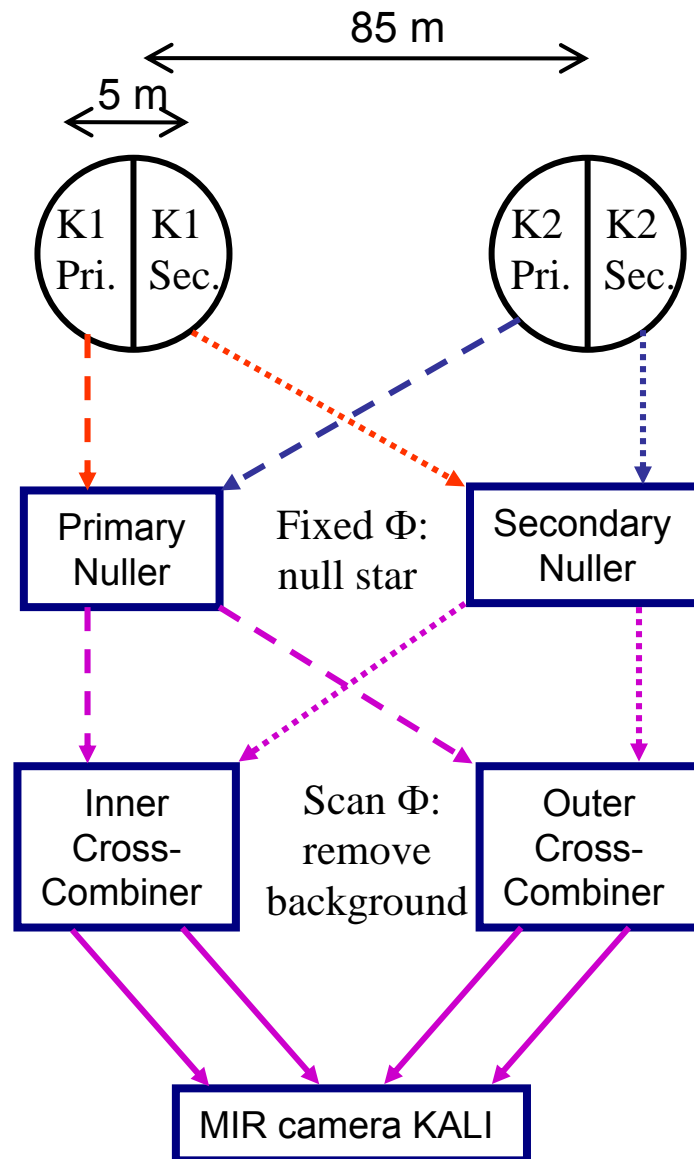 85 m
5 m
K1
Pri.
K1
Sec.
K2
Pri.
K2
Sec.
Primary
Nuller
Fixed Φ:
null star
Secondary
Nuller
Inner
Cross-
Combiner
Scan Φ:
remove
background
Outer
Cross-
Combiner
MIR camera KALI